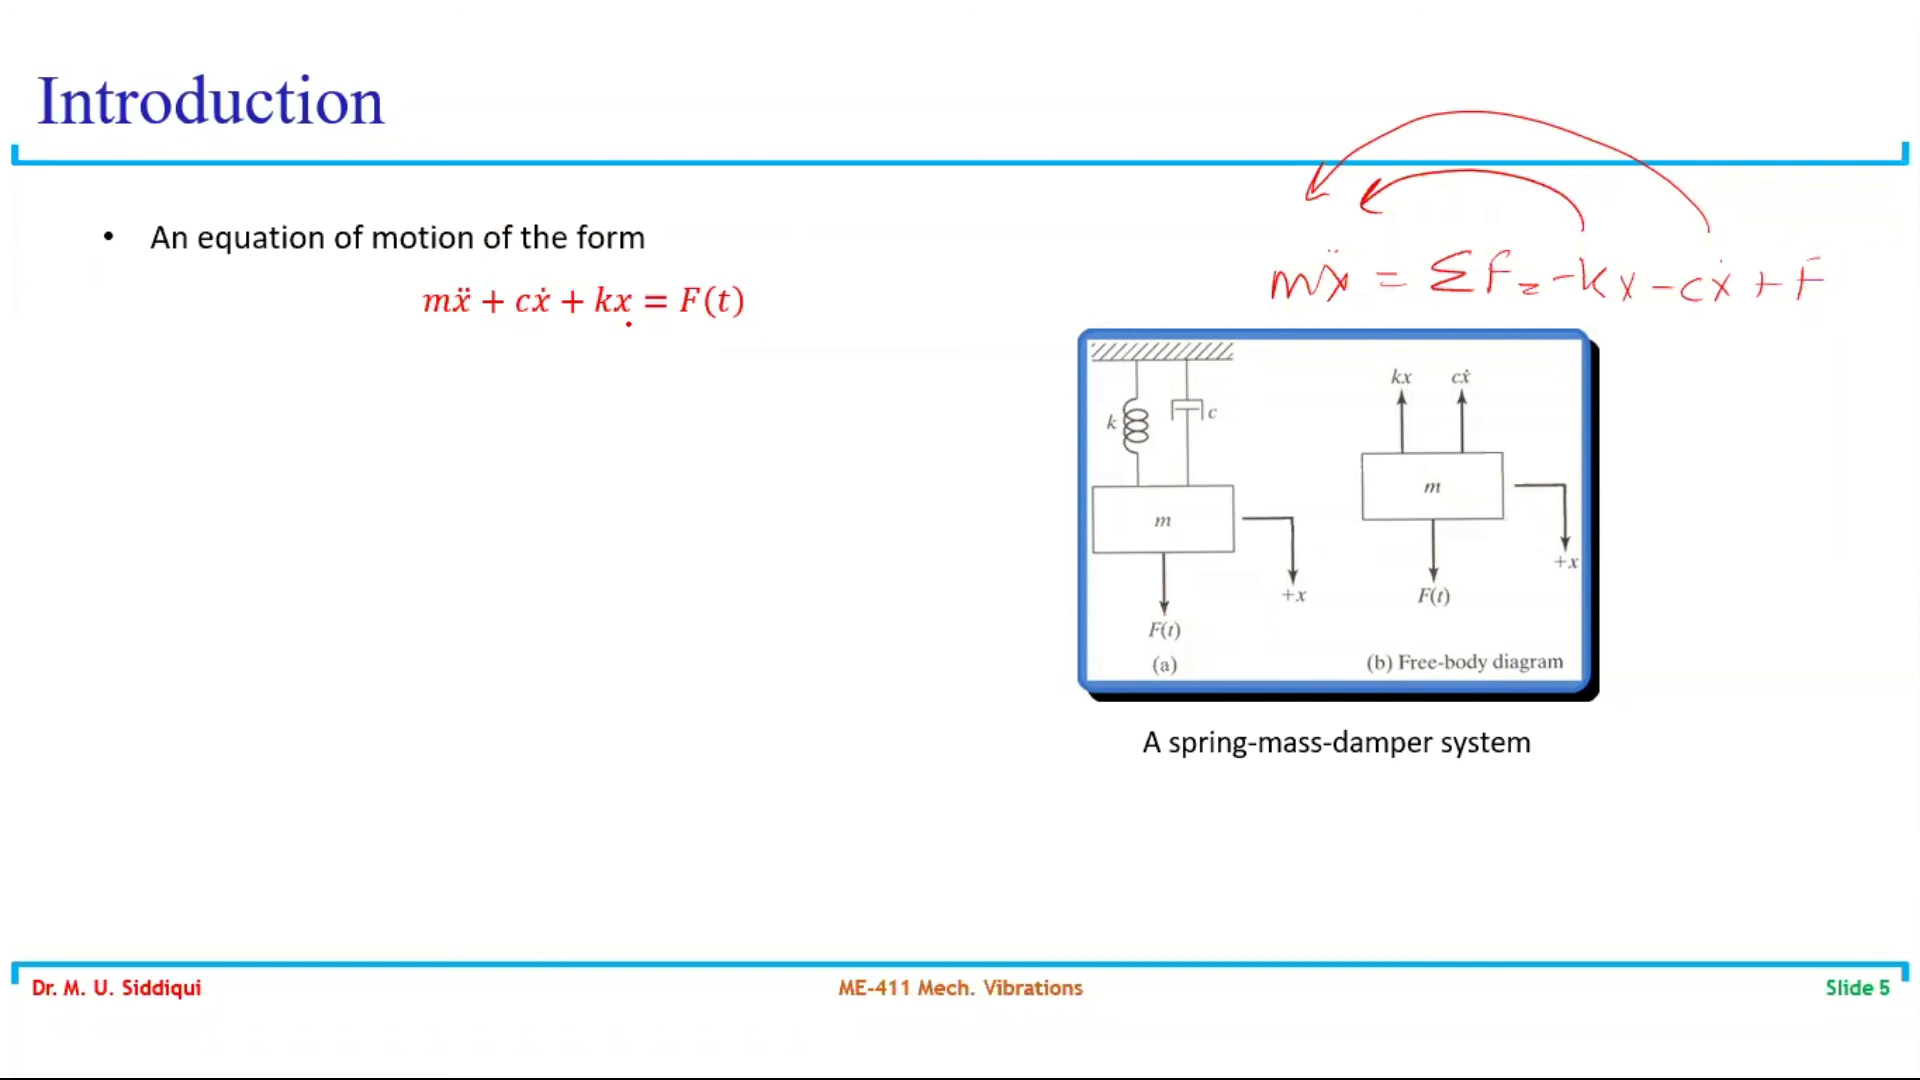 Introduction
• An equation of motion of the form
mẍ + cẋ + kx = F(t)
mẍ = ΣF = -kx - cẋ + F
kx cẋ
k c
m
m
+x
+x
F(t)
F(t)
(a)
(b) Free-body diagram
A spring-mass-damper system
Dr. M. U. Siddiqui
ME-411 Mech. Vibrations
Slide 5